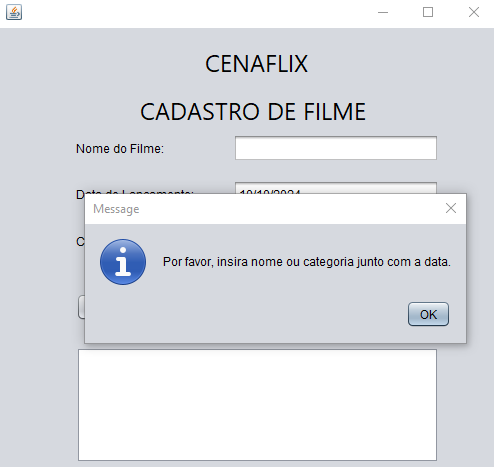 CENAFLIX
CADASTRO DE FILME
Nome do Filme:
Data de Lançamento:
10/10/2024
Message
C
Por favor, insira nome ou categoria junto com a data.
OK